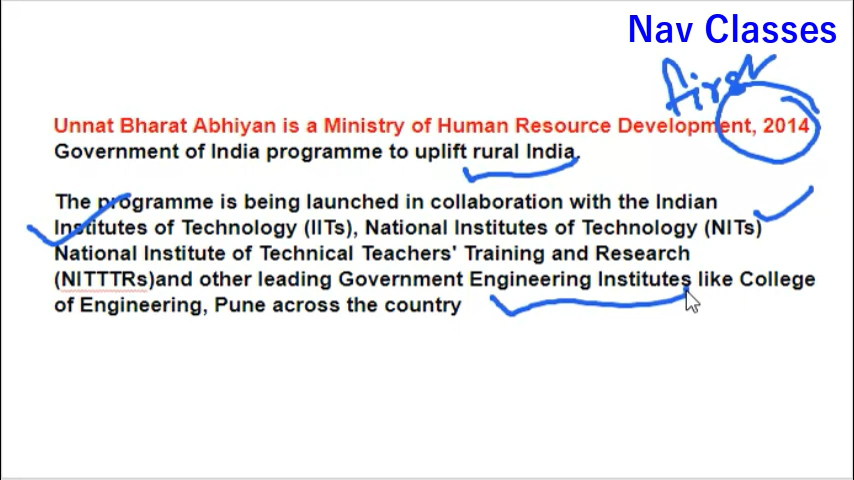 Nav Classes
first
Unnat Bharat Abhiyan is a Ministry of Human Resource Development, 2014
Government of India programme to uplift rural India.
The programme is being launched in collaboration with the Indian
Institutes of Technology (IITs), National Institutes of Technology (NITs)
National Institute of Technical Teachers' Training and Research
(NITTTRs)and other leading Government Engineering Institutes like College
of Engineering, Pune across the country